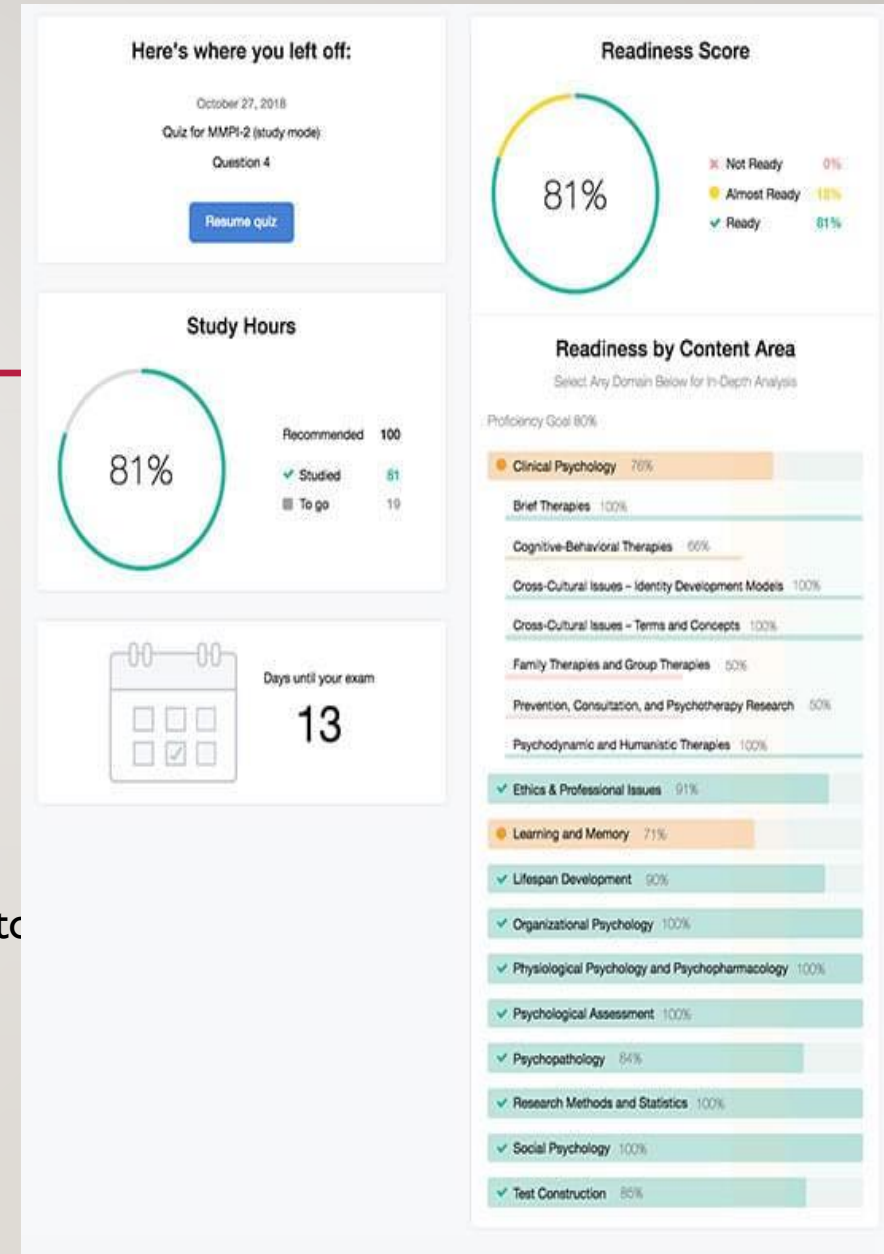 Here's where you left off:
October 27, 2018
Quiz for MMPI-2 (study mode)
Question 4
Resume quiz
Study Hours
81%
Recommended 100
Studied 81
To go 19
Days until your exam
13
to
Readiness Score
81%
Not Ready 0%
Almost Ready 18%
Ready 81%
Readiness by Content Area
Select Any Domain Below for In-Depth Analysis
Proficiency Goal 80%
Clinical Psychology 76%
Brief Therapies 100%
Cognitive-Behavioral Therapies 66%
Cross-Cultural Issues – Identity Development Models 100%
Cross-Cultural Issues – Terms and Concepts 100%
Family Therapies and Group Therapies 50%
Prevention, Consultation, and Psychotherapy Research 50%
Psychodynamic and Humanistic Therapies 100%
Ethics & Professional Issues 91%
Learning and Memory 71%
Lifespan Development 90%
Organizational Psychology 100%
Physiological Psychology and Psychopharmacology 100%
Psychological Assessment 100%
Psychopathology 84%
Research Methods and Statistics 100%
Social Psychology 100%
Test Construction 85%